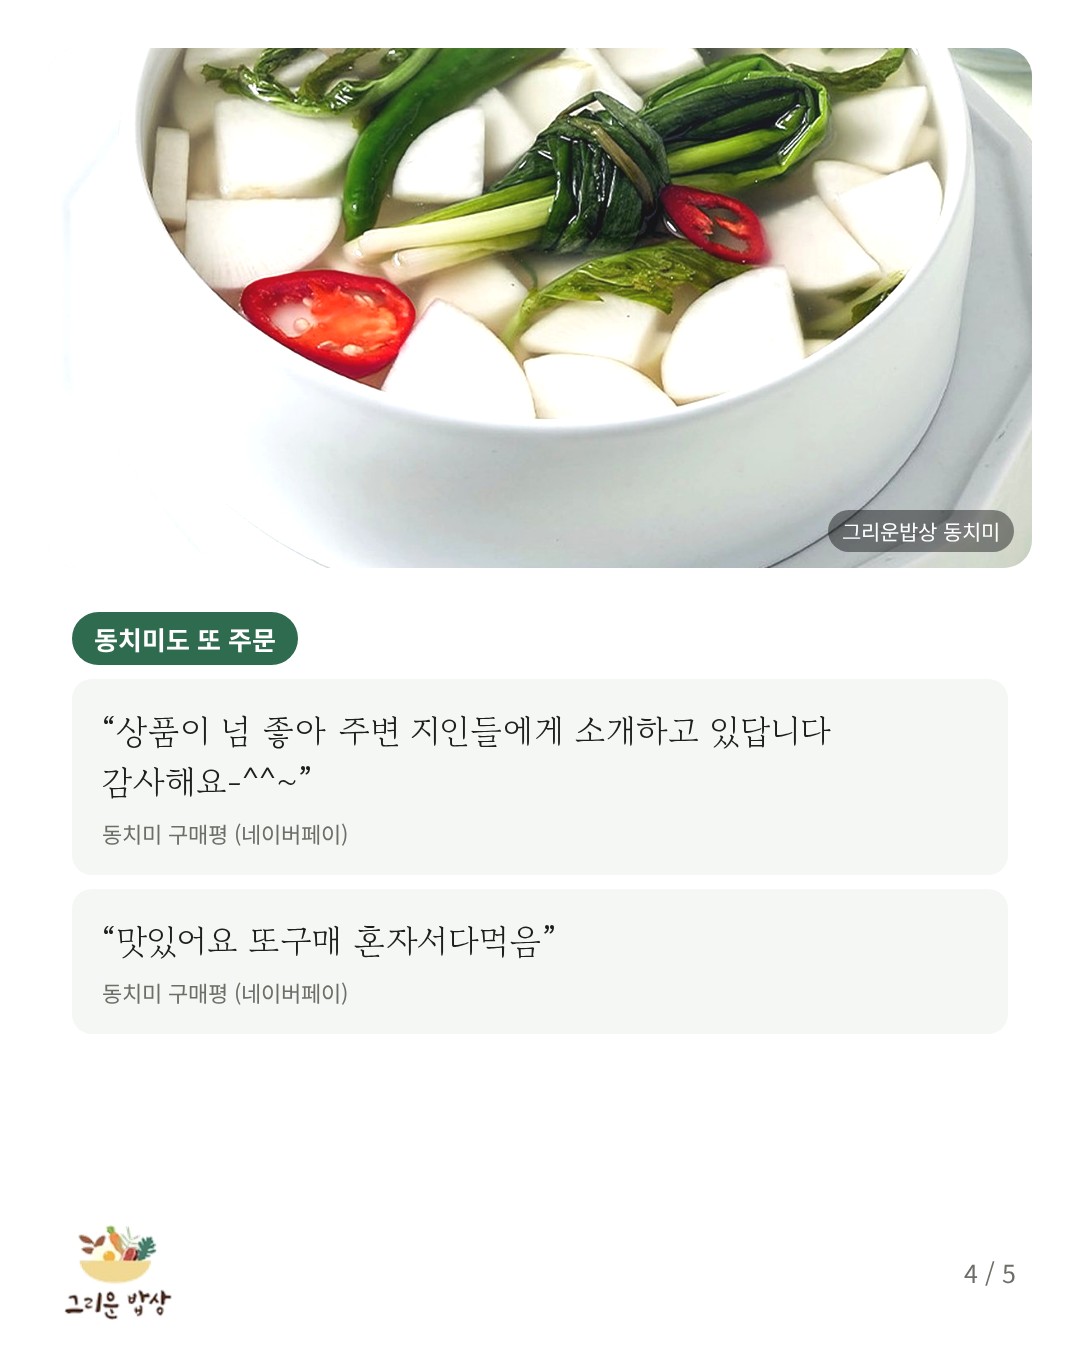 그리운밥상 동치미
동치미도 또 주문
“상품이 넘 좋아 주변 지인들에게 소개하고 있답니다
감사해요-^^~”
동치미 구매평 (네이버페이)
“맛있어요 또구매 혼자서다먹음”
동치미 구매평 (네이버페이)
그리운 밥상
4 / 5